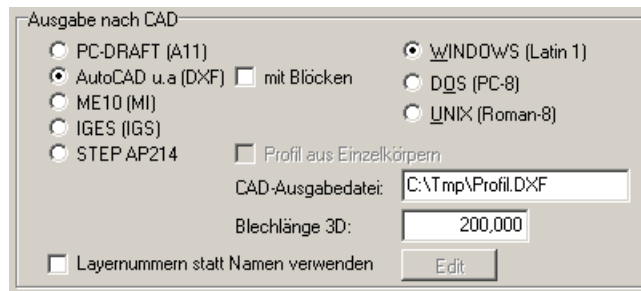 Ausgabe nach CAD
PC-DRAFT (A11)
WINDOWS (Latin 1)
AutoCAD u.a (DXF)
mit Blöcken
DOS (PC-8)
ME10 (MI)
UNIX (Roman-8)
IGES (IGS)
STEP AP214
Profil aus Einzelkörpern
CAD-Ausgabedatei: C:\Tmp\Profil.DXF
Blechlänge 3D: 200,000
Layernummern statt Namen verwenden
Edit